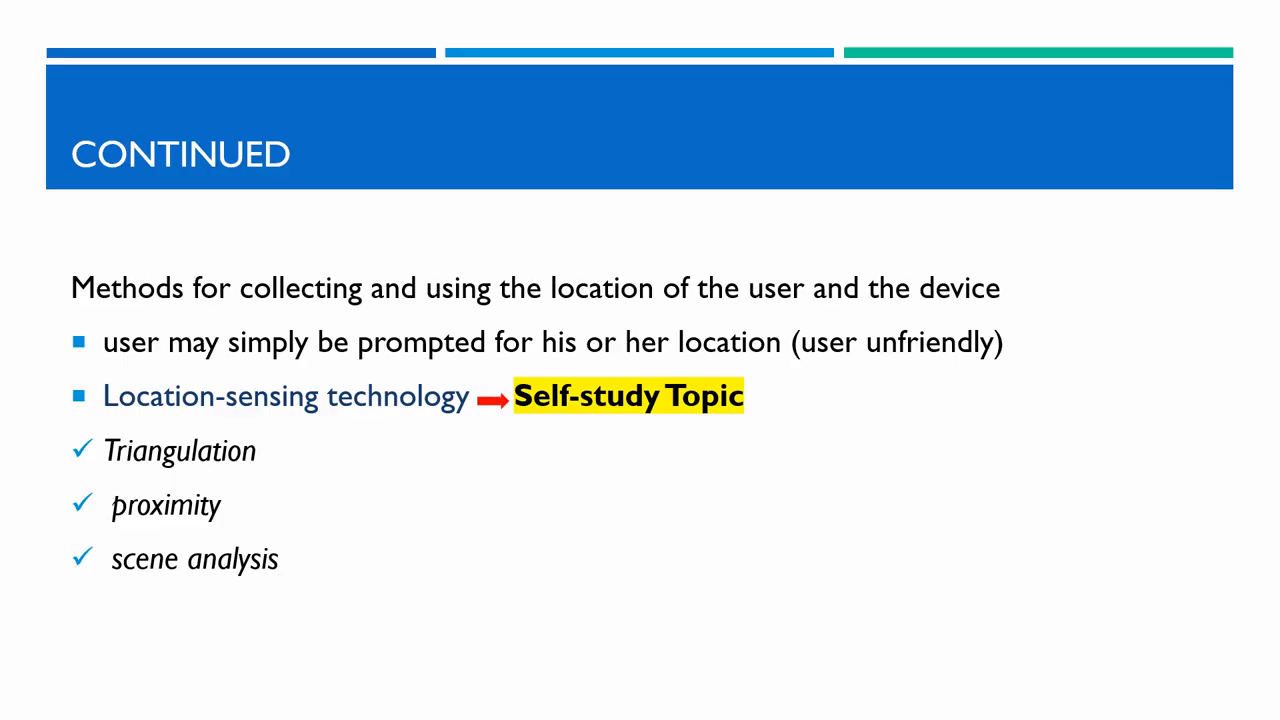 CONTINUED
Methods for collecting and using the location of the user and the device
user may simply be prompted for his or her location (user unfriendly)
Location-sensing technology Self-study Topic
Triangulation
proximity
scene analysis